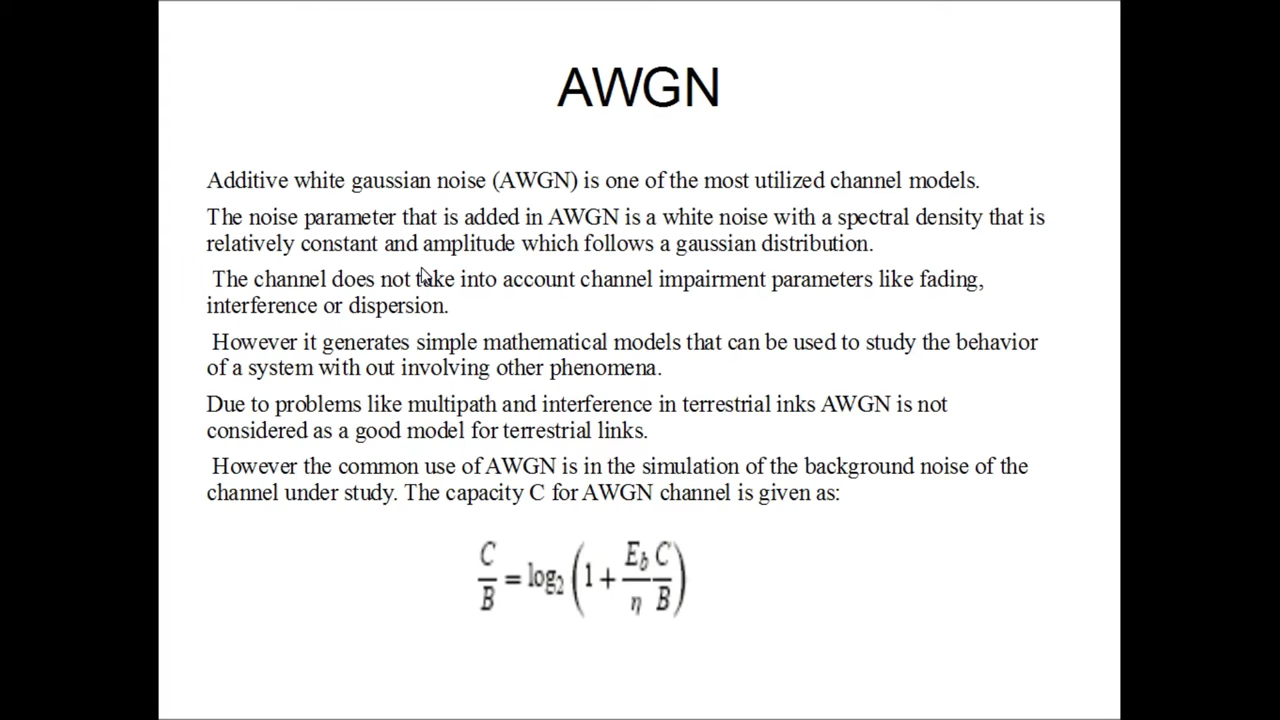 AWGN
Additive white gaussian noise (AWGN) is one of the most utilized channel models.
The noise parameter that is added in AWGN is a white noise with a spectral density that is
relatively constant and amplitude which follows a gaussian distribution.
The channel does not take into account channel impairment parameters like fading,
interference or dispersion.
However it generates simple mathematical models that can be used to study the behavior
of a system with out involving other phenomena.
Due to problems like multipath and interference in terrestrial inks AWGN is not
considered as a good model for terrestrial links.
However the common use of AWGN is in the simulation of the background noise of the
channel under study. The capacity C for AWGN channel is given as:
C/B = log₂ (1 + E_b/η C/B)